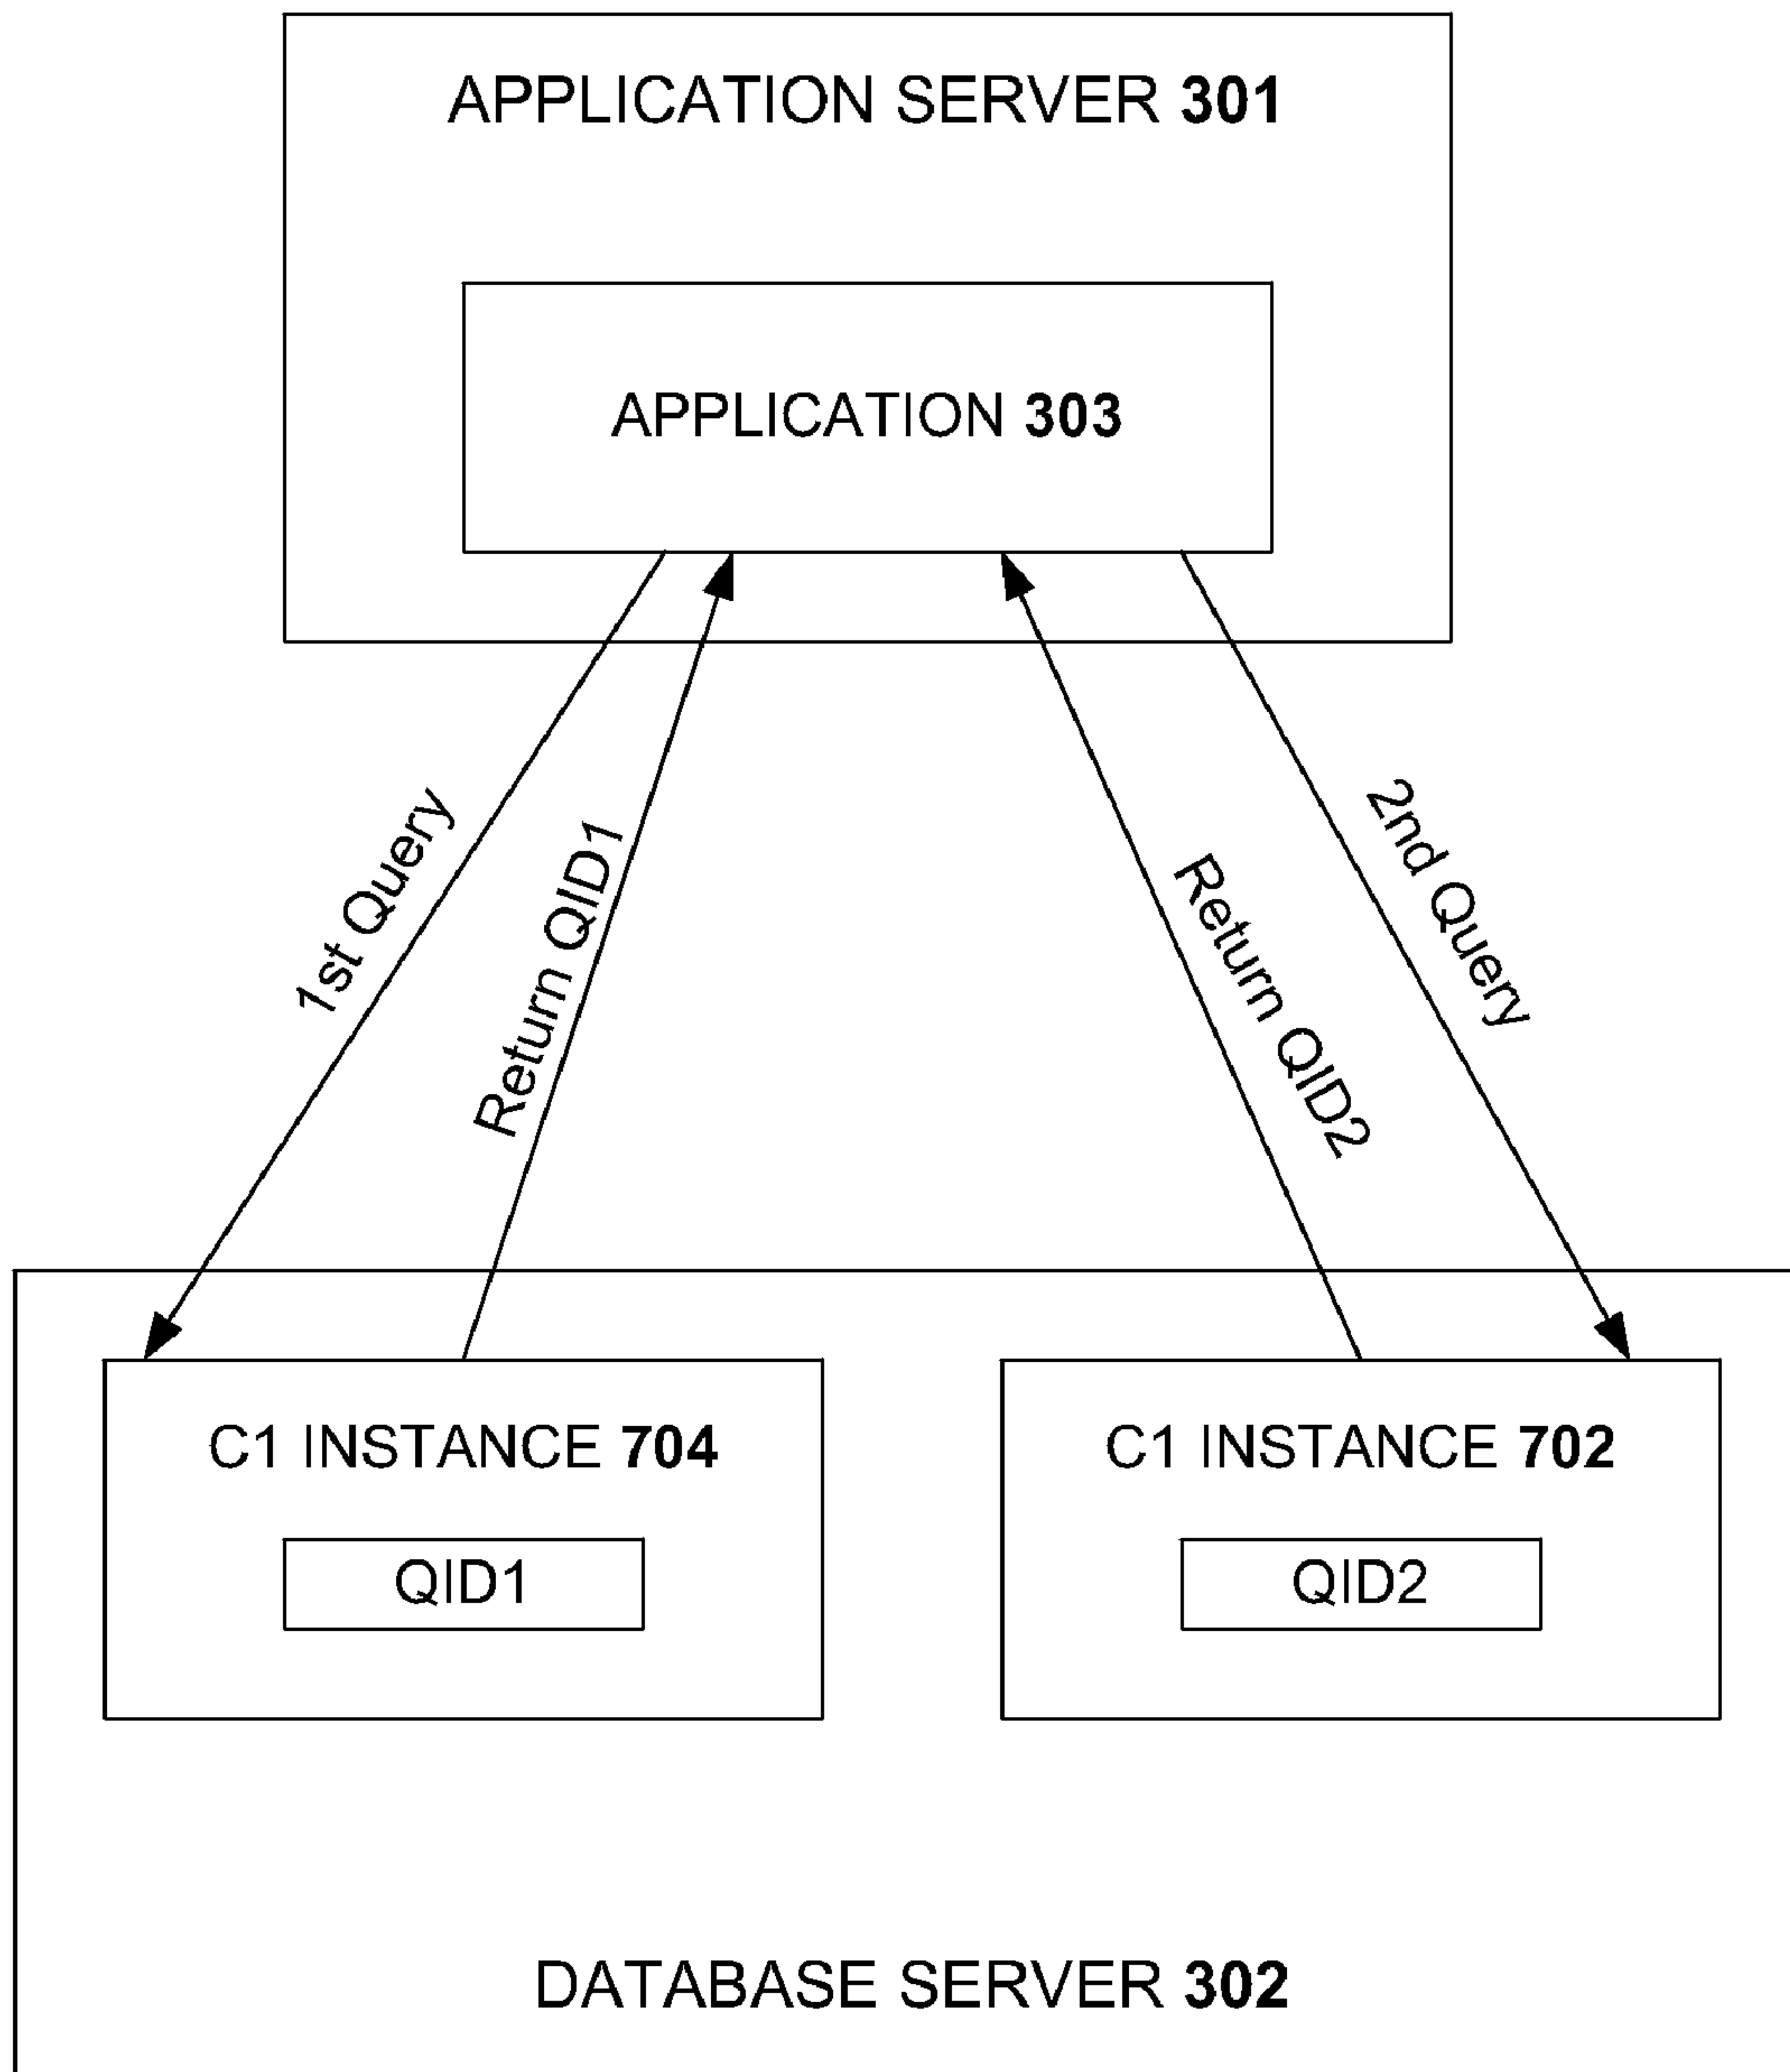 APPLICATION SERVER 301
APPLICATION 303
1st Query
Return QID1
Return QID2
2nd Query
C1 INSTANCE 704
C1 INSTANCE 702
QID1
QID2
DATABASE SERVER 302